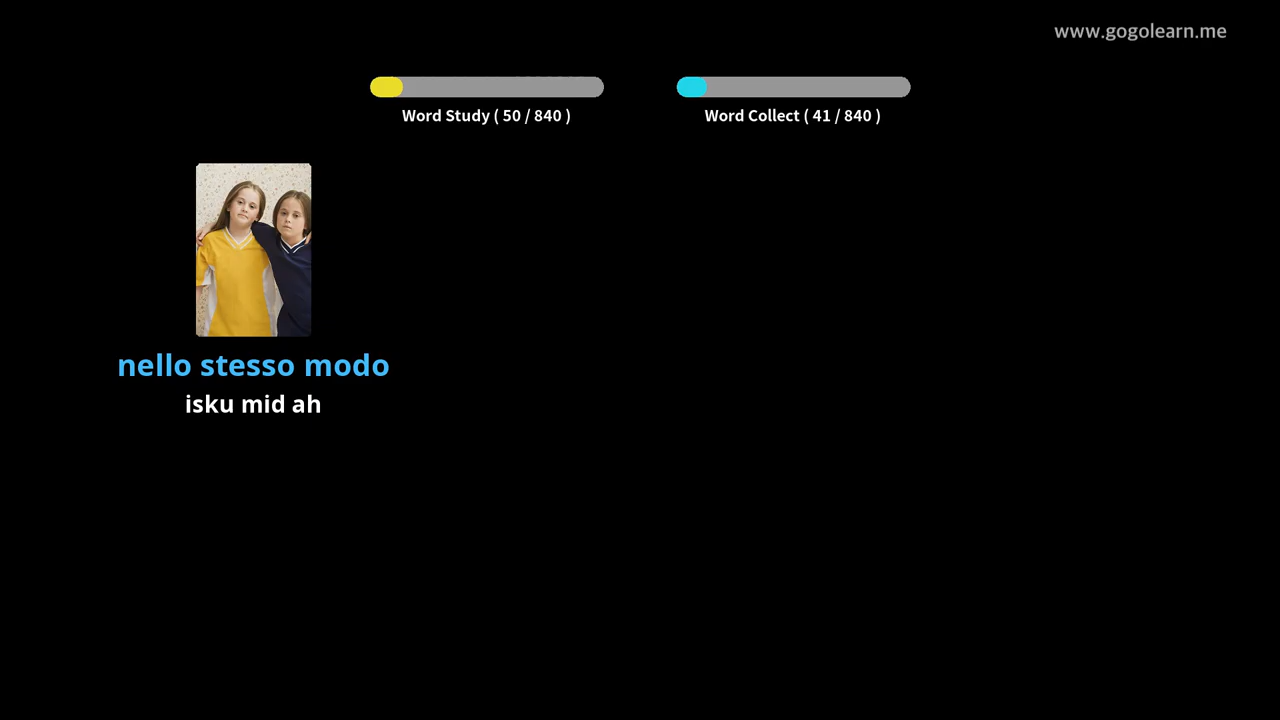 www.gogolearn.me
Word Study ( 50 / 840 )
Word Collect ( 41 / 840 )
nello stesso modo
isku mid ah